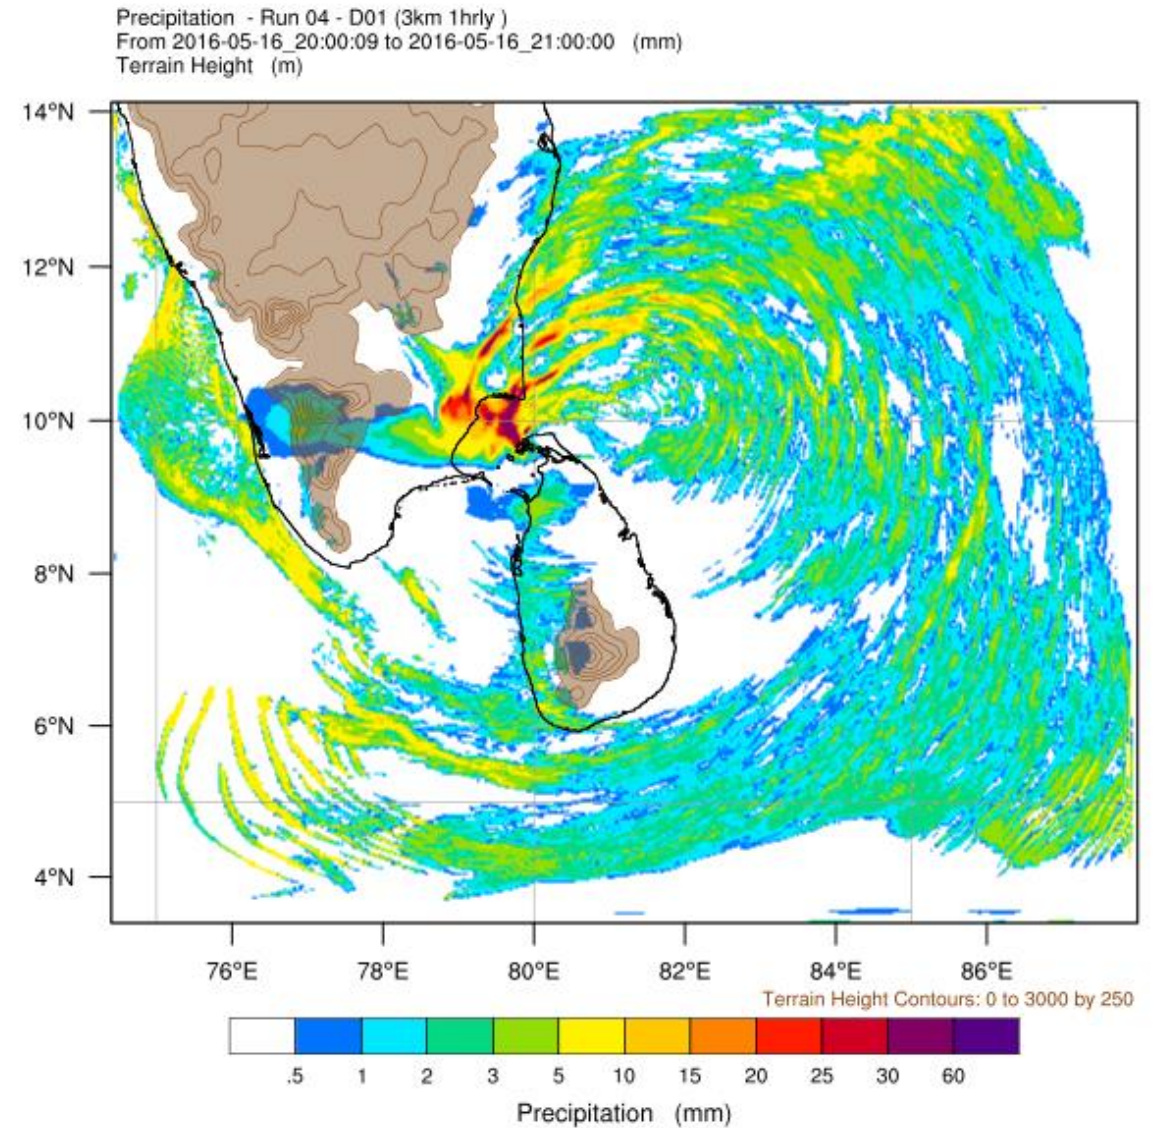 Precipitation - Run 04 - D01 (3km 1hrly )
From 2016-05-16_20:00:09 to 2016-05-16_21:00:00 (mm)
Terrain Height (m)
14°N
12°N
10°N
8°N
6°N
4°N
76°E 78°E 80°E 82°E 84°E 86°E
Terrain Height Contours: 0 to 3000 by 250
.5 1 2 3 5 10 15 20 25 30 60
Precipitation (mm)